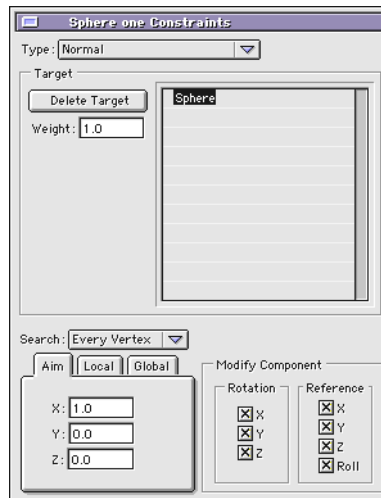 Sphere one Constraints
Type: Normal
Target
Delete Target
Sphere
Weight: 1.0
Search: Every Vertex
Aim Local Global
Modify Component
Rotation Reference
X: 1.0
Y: 0.0
Z: 0.0
X
Y
Z
X
Y
Z
Roll